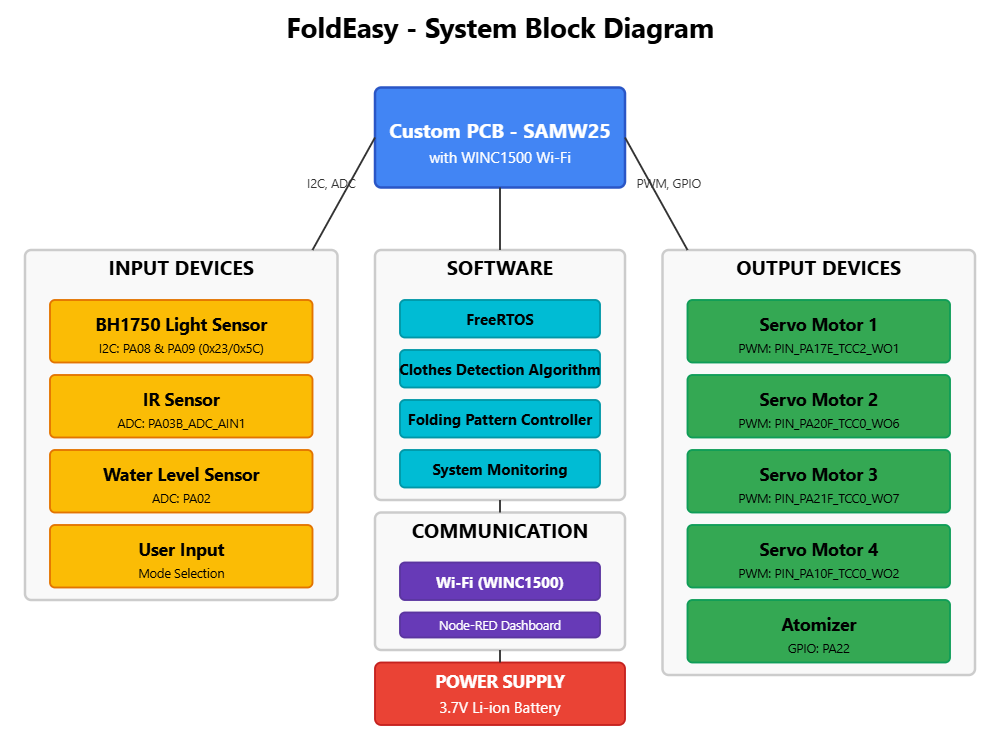 FoldEasy - System Block Diagram
Custom PCB - SAMW25
with WINC1500 Wi-Fi
I2C, ADC
PWM, GPIO
INPUT DEVICES
BH1750 Light Sensor
I2C: PA08 & PA09 (0x23/0x5C)
IR Sensor
ADC: PA03B_ADC_AIN1
Water Level Sensor
ADC: PA02
User Input
Mode Selection
SOFTWARE
FreeRTOS
Clothes Detection Algorithm
Folding Pattern Controller
System Monitoring
COMMUNICATION
Wi-Fi (WINC1500)
Node-RED Dashboard
POWER SUPPLY
3.7V Li-ion Battery
OUTPUT DEVICES
Servo Motor 1
PWM: PIN_PA17E_TCC2_WO1
Servo Motor 2
PWM: PIN_PA20F_TCC0_WO6
Servo Motor 3
PWM: PIN_PA21F_TCC0_WO7
Servo Motor 4
PWM: PIN_PA10F_TCC0_WO2
Atomizer
GPIO: PA22